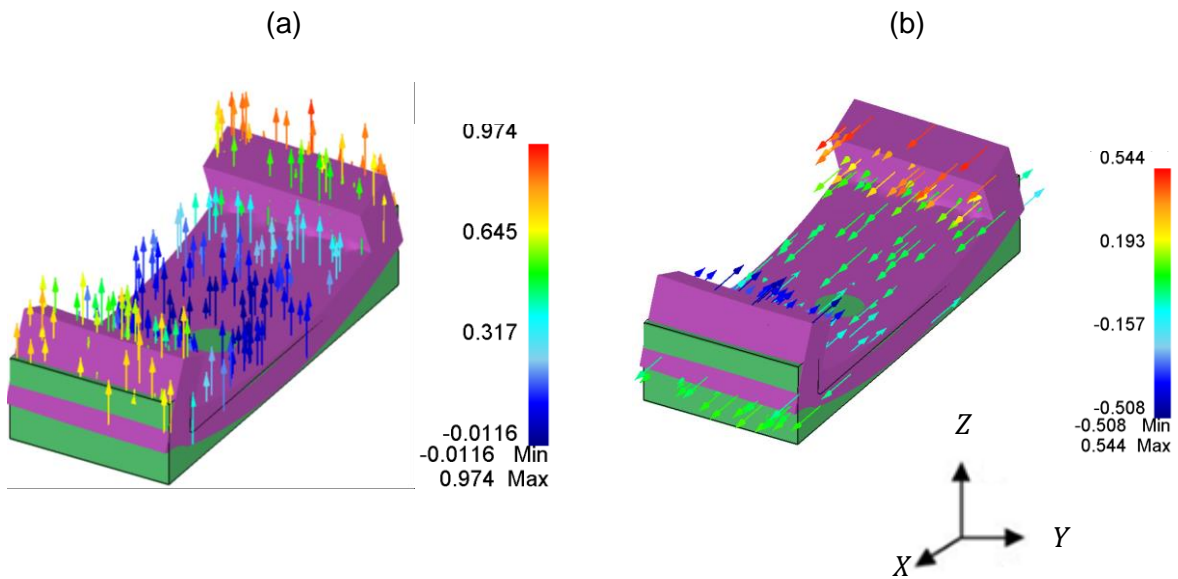 (a)
(b)
0.974
0.645
0.317
-0.0116
-0.0116 Min
0.974 Max
0.544
0.193
-0.157
-0.508
-0.508 Min
0.544 Max
Z
Y
X